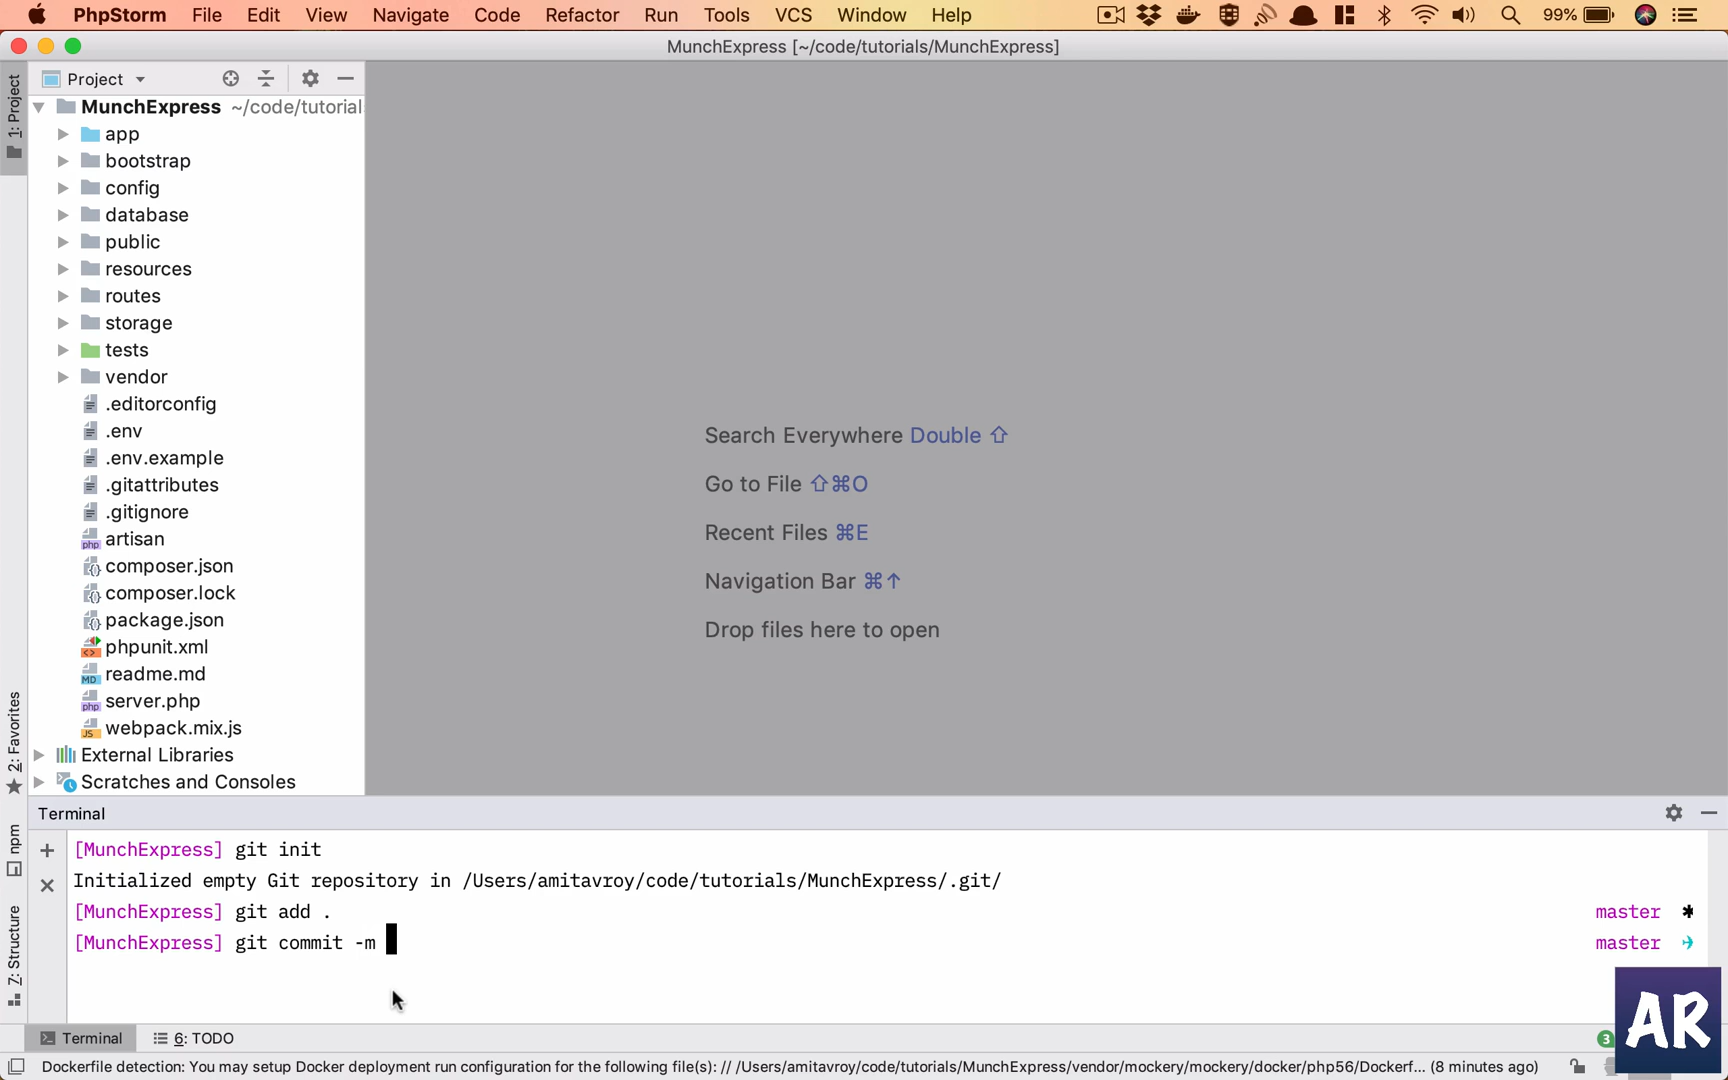 PhpStorm File Edit View Navigate Code Refactor Run Tools VCS Window Help 99%
MunchExpress [~/code/tutorials/MunchExpress]
1: Project
Project
MunchExpress ~/code/tutorial
app
bootstrap
config
database
public
resources
routes
storage
tests
vendor
.editorconfig
.env
.env.example
.gitattributes
.gitignore
artisan
composer.json
composer.lock
package.json
phpunit.xml
readme.md
server.php
webpack.mix.js
External Libraries
Scratches and Consoles
Search Everywhere Double ⇧
Go to File ⇧⌘O
Recent Files ⌘E
Navigation Bar ⌘↑
Drop files here to open
2: Favorites
npm
7: Structure
Terminal
[MunchExpress] git init
Initialized empty Git repository in /Users/amitavroy/code/tutorials/MunchExpress/.git/
[MunchExpress] git add . master *
[MunchExpress] git commit -m master
Terminal 6: TODO 3
AR
Dockerfile detection: You may setup Docker deployment run configuration for the following file(s): // /Users/amitavroy/code/tutorials/MunchExpress/vendor/mockery/mockery/docker/php56/Dockerf... (8 minutes ago)